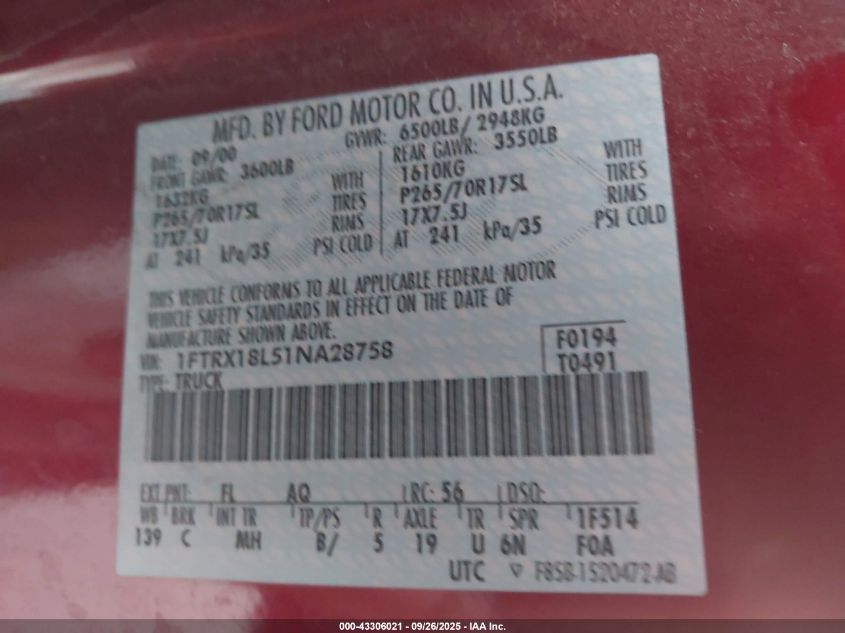 MFD. BY FORD MOTOR CO. IN U.S.A.
DATE: 09/00 GVWR: 6500LB/ 2948KG
FRONT GAWR: 3600LB REAR GAWR: 3550LB
1632KG WITH 1610KG WITH
P265/70R17SL TIRES P265/70R17SL TIRES
17X7.5J RIMS 17X7.5J RIMS
AT 241 kPa/35 PSI COLD AT 241 kPa/35 PSI COLD
THIS VEHICLE CONFORMS TO ALL APPLICABLE FEDERAL MOTOR
VEHICLE SAFETY STANDARDS IN EFFECT ON THE DATE OF
MANUFACTURE SHOWN ABOVE.
VIN: 1FTRX18L51NA28758 F0194
TYPE: TRUCK T0491
EXT PNT: FL AQ RC: 56 DSO:
WB BRK INT TR TP/PS R AXLE TR SPR 1F514
139 C MH B/ 5 19 U 6N F0A
UTC ▽ F85B-1520472-AB
000-43306021 - 09/26/2025 - IAA Inc.